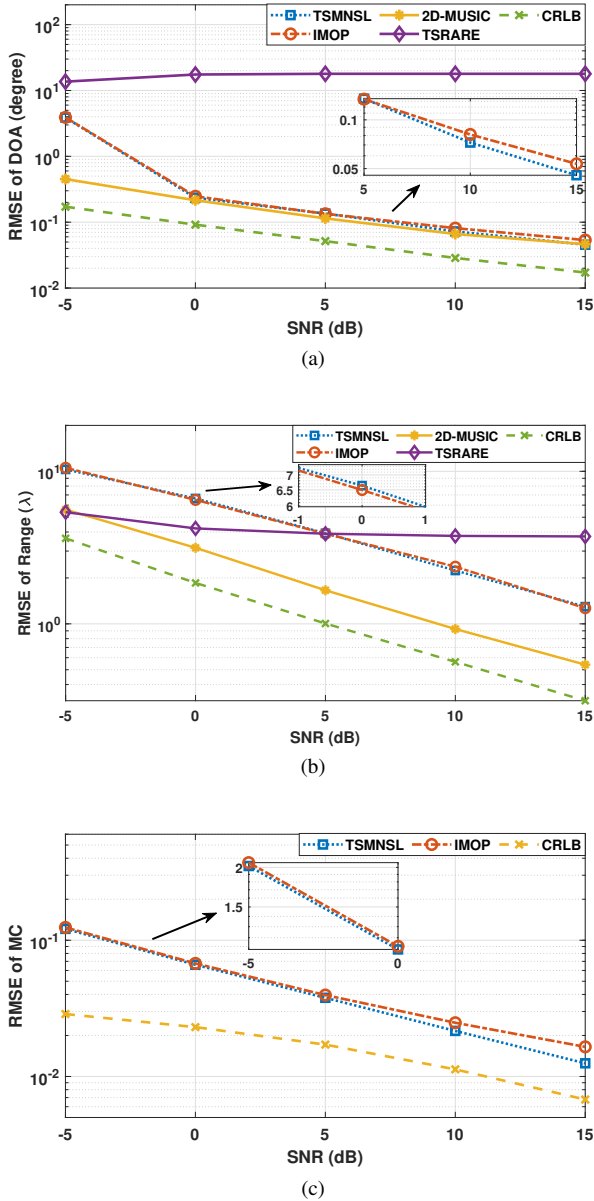 TSMNSL 2D-MUSIC CRLB
IMOP TSRARE
RMSE of DOA (degree)
10^2
10^1
10^0
10^-1
10^-2
0.1
0.05
5 10 15
-5 0 5 10 15
SNR (dB)
(a)
TSMNSL 2D-MUSIC CRLB
IMOP TSRARE
RMSE of Range (λ)
10^1
10^0
7
6.5
6
-1 0 1
-5 0 5 10 15
SNR (dB)
(b)
TSMNSL IMOP CRLB
RMSE of MC
10^-1
10^-2
2
1.5
-5 0
-5 0 5 10 15
SNR (dB)
(c)